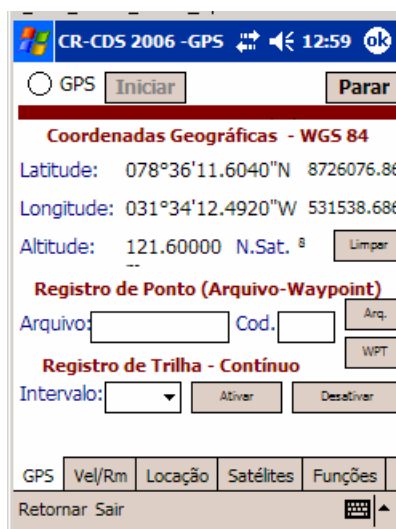 CR-CDS 2006 -GPS 12:59 ok
GPS Iniciar Parar
Coordenadas Geográficas - WGS 84
Latitude: 078°36'11.6040"N 8726076.86
Longitude: 031°34'12.4920"W 531538.686
Altitude: 121.60000 N.Sat. 8 Limpar
Registro de Ponto (Arquivo-Waypoint)
Arquivo: Cod. Arq.
WPT
Registro de Trilha - Contínuo
Intervalo: Ativar Desativar
GPS Vel/Rm Locação Satélites Funções
Retornar Sair